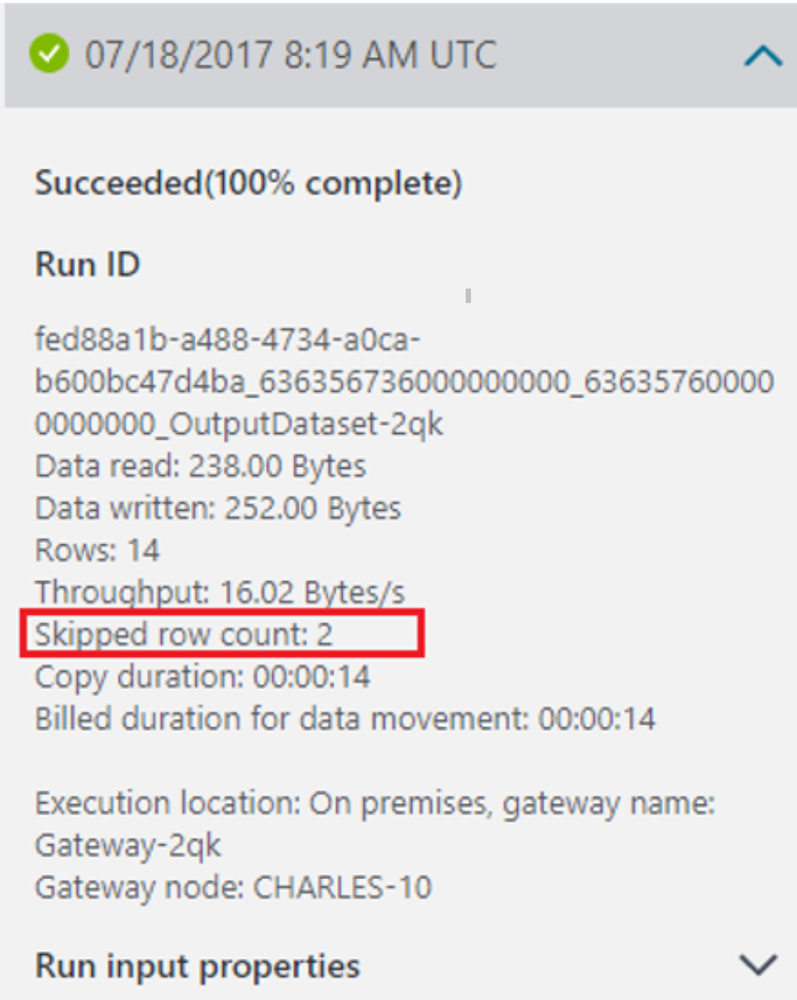 07/18/2017 8:19 AM UTC
Succeeded(100% complete)
Run ID
fed88a1b-a488-4734-a0ca-
b600bc47d4ba_636356736000000000_63635760000
0000000_OutputDataset-2qk
Data read: 238.00 Bytes
Data written: 252.00 Bytes
Rows: 14
Throughput: 16.02 Bytes/s
Skipped row count: 2
Copy duration: 00:00:14
Billed duration for data movement: 00:00:14
Execution location: On premises, gateway name:
Gateway-2qk
Gateway node: CHARLES-10
Run input properties